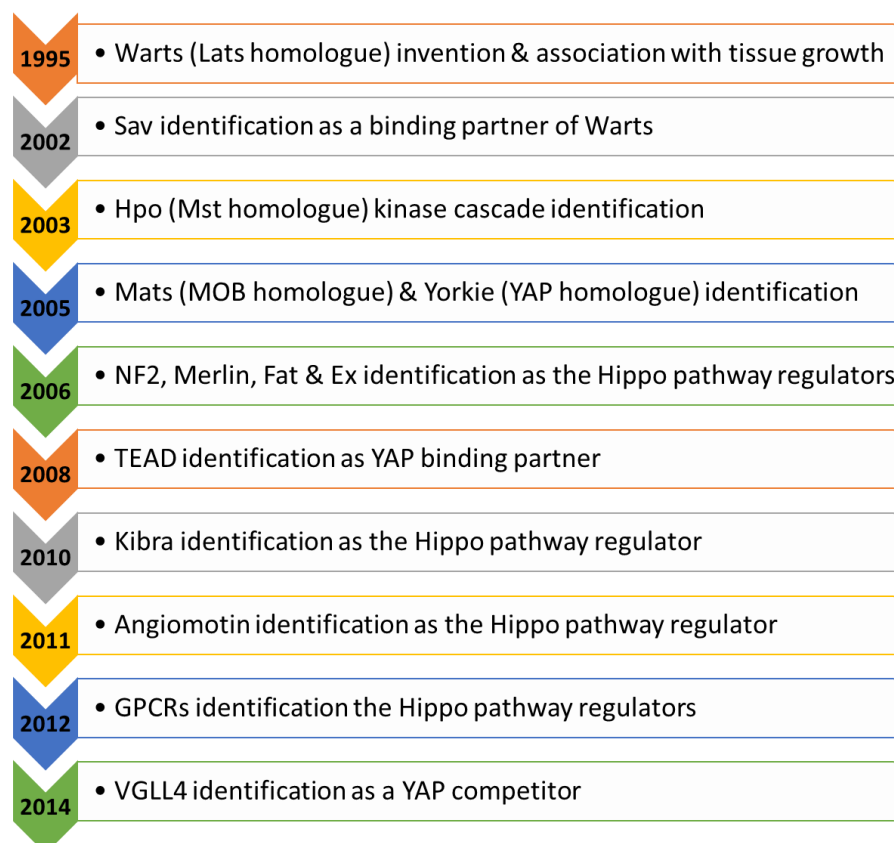 1995 • Warts (Lats homologue) invention & association with tissue growth
2002 • Sav identification as a binding partner of Warts
2003 • Hpo (Mst homologue) kinase cascade identification
2005 • Mats (MOB homologue) & Yorkie (YAP homologue) identification
2006 • NF2, Merlin, Fat & Ex identification as the Hippo pathway regulators
2008 • TEAD identification as YAP binding partner
2010 • Kibra identification as the Hippo pathway regulator
2011 • Angiomotin identification as the Hippo pathway regulator
2012 • GPCRs identification the Hippo pathway regulators
2014 • VGLL4 identification as a YAP competitor